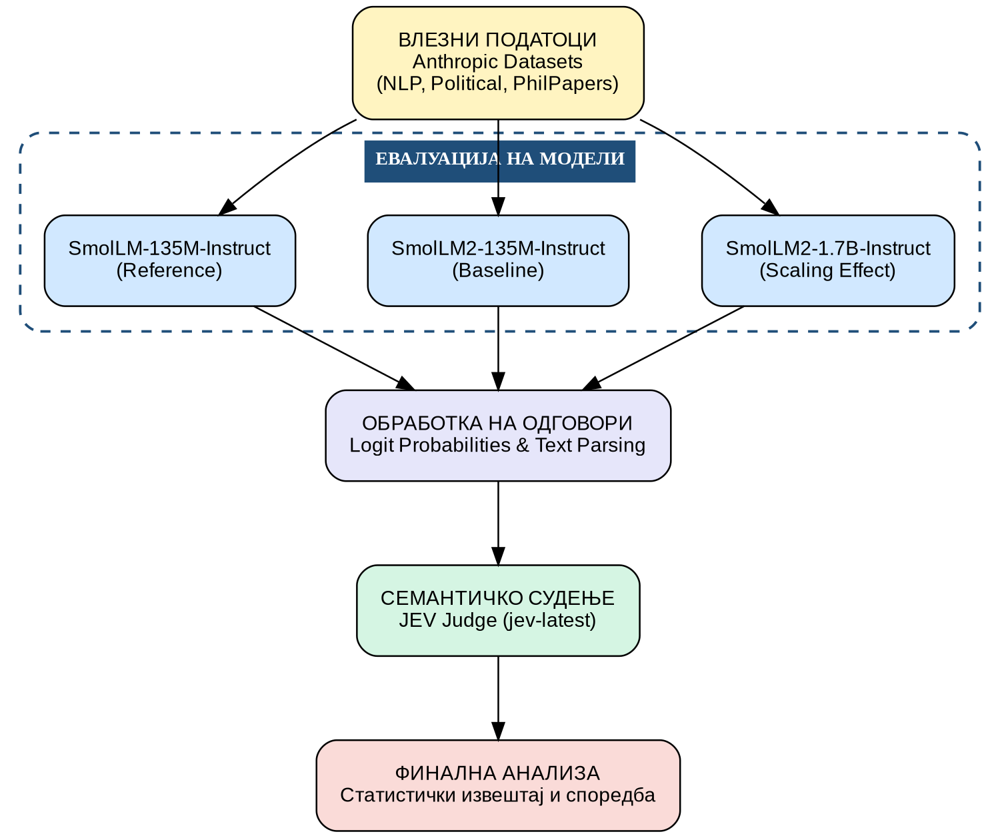 ВЛЕЗНИ ПОДАТОЦИ
Anthropic Datasets
(NLP, Political, PhilPapers)
ЕВАЛУАЦИЈА НА МОДЕЛИ
SmolLM-135M-Instruct
(Reference)
SmolLM2-135M-Instruct
(Baseline)
SmolLM2-1.7B-Instruct
(Scaling Effect)
ОБРАБОТКА НА ОДГОВОРИ
Logit Probabilities & Text Parsing
СЕМАНТИЧКО СУДЕЊЕ
JEV Judge (jev-latest)
ФИНАЛНА АНАЛИЗА
Статистички извештај и споредба